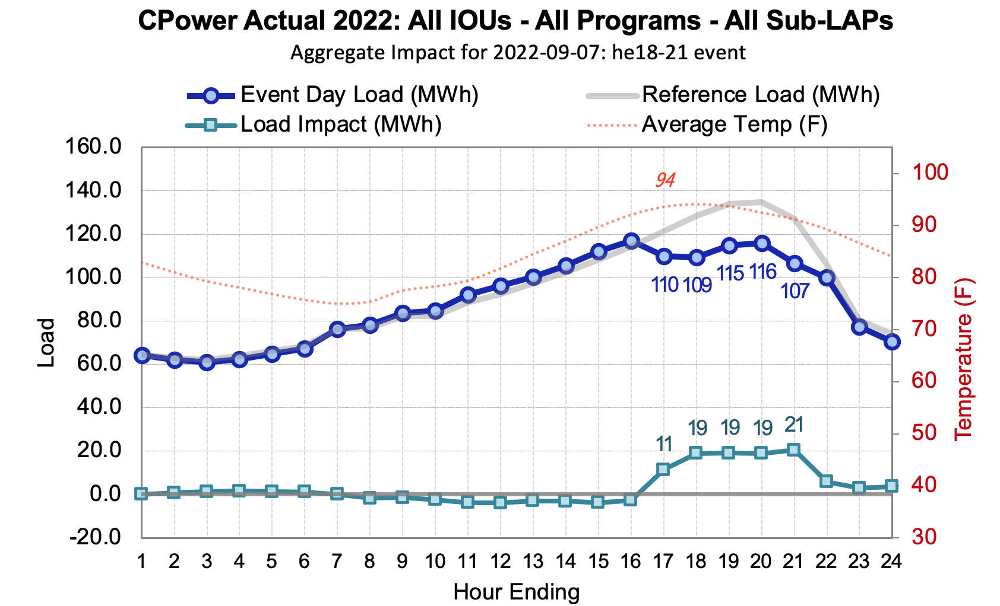 CPower Actual 2022: All IOUs - All Programs - All Sub-LAPs
Aggregate Impact for 2022-09-07: he18-21 event
Event Day Load (MWh)
Reference Load (MWh)
Load Impact (MWh)
Average Temp (F)
160.0
140.0
120.0
100.0
80.0
60.0
40.0
20.0
0.0
-20.0
Load
94
110
109
115
116
107
11
19
19
19
21
100
90
80
70
60
50
40
30
Temperature (F)
1 2 3 4 5 6 7 8 9 10 11 12 13 14 15 16 17 18 19 20 21 22 23 24
Hour Ending